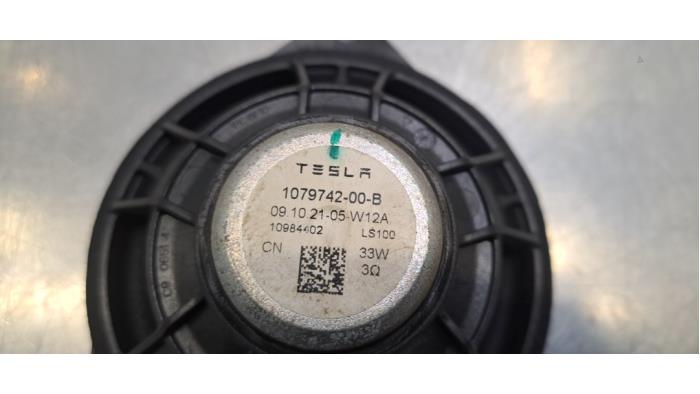 TESLA
1079742-00-B
09.10.21-05-W12A
10984402 LS100
CN 33W
3Ω